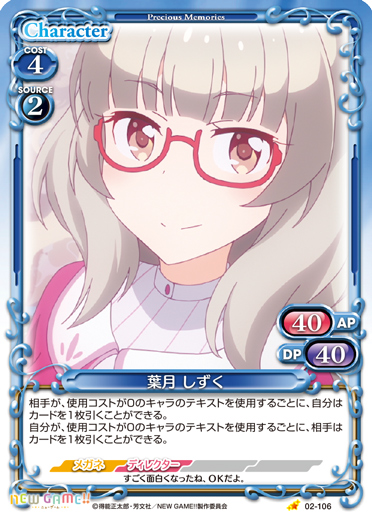 Precious Memories
Character
COST
4
SOURCE
2
40 AP
DP 40
葉月 しずく
相手が、使用コストが0のキャラのテキストを使用するごとに、自分は
カードを1枚引くことができる。
自分が、使用コストが0のキャラのテキストを使用するごとに、相手は
カードを1枚引くことができる。
メガネ ディレクター
すごく面白くなったね、OKだよ。
NEW GAME!!
©得能正太郎・芳文社/NEW GAME!!製作委員会
02-106